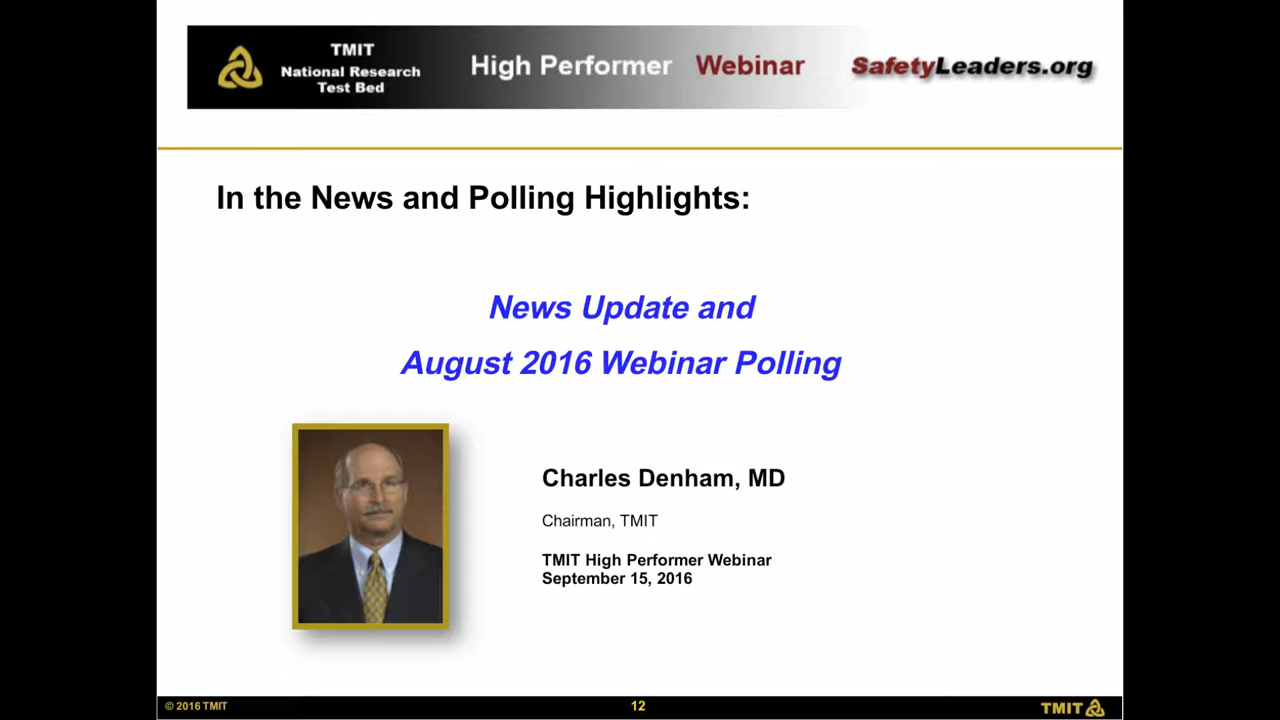 TMIT
National Research
Test Bed
High Performer Webinar
SafetyLeaders.org
In the News and Polling Highlights:
News Update and
August 2016 Webinar Polling
Charles Denham, MD
Chairman, TMIT
TMIT High Performer Webinar
September 15, 2016
© 2016 TMIT
12
TMIT